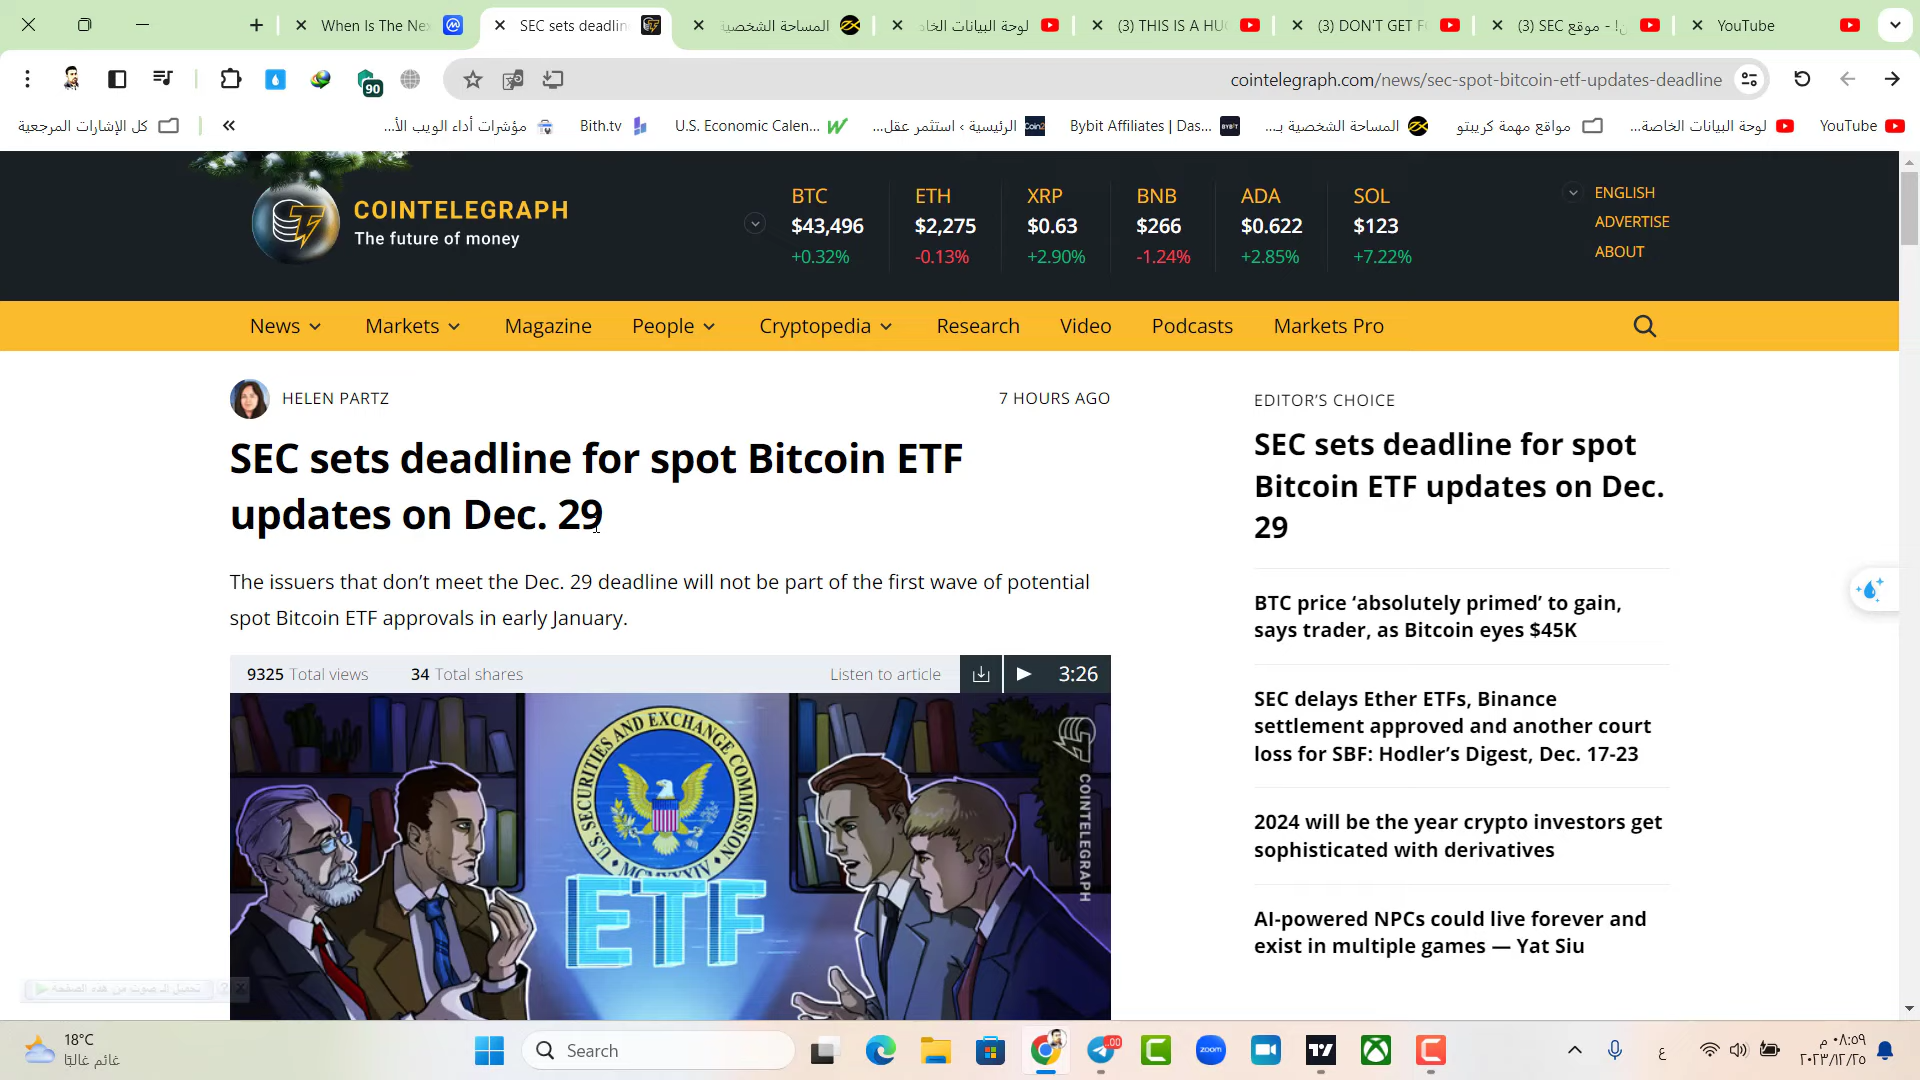 When Is The Nex
SEC sets deadlin
المساحة الشخصية
لوحة البيانات الخاد
(3) THIS IS A HU
(3) DON'T GET F
(3) SEC موقع - !ن
YouTube
90
cointelegraph.com/news/sec-spot-bitcoin-etf-updates-deadline
كل الإشارات المرجعية
«
مؤشرات أداء الويب الأ...
Bith.tv
U.S. Economic Calen...
الرئيسية › استثمر عقل...
Bybit Affiliates | Das...
المساحة الشخصية بـ...
مواقع مهمة كريبتو
لوحة البيانات الخاصة...
YouTube
COINTELEGRAPH
The future of money
BTC
$43,496
+0.32%
ETH
$2,275
-0.13%
XRP
$0.63
+2.90%
BNB
$266
-1.24%
ADA
$0.622
+2.85%
SOL
$123
+7.22%
ENGLISH
ADVERTISE
ABOUT
News
Markets
Magazine
People
Cryptopedia
Research
Video
Podcasts
Markets Pro
HELEN PARTZ
7 HOURS AGO
SEC sets deadline for spot Bitcoin ETF
updates on Dec. 29
The issuers that don’t meet the Dec. 29 deadline will not be part of the first wave of potential
spot Bitcoin ETF approvals in early January.
9325 Total views
34 Total shares
Listen to article
3:26
U.S. SECURITIES AND EXCHANGE COMMISSION
MCMXXXIV
ETF
COINTELEGRAPH
EDITOR’S CHOICE
SEC sets deadline for spot
Bitcoin ETF updates on Dec.
29
BTC price ‘absolutely primed’ to gain,
says trader, as Bitcoin eyes $45K
SEC delays Ether ETFs, Binance
settlement approved and another court
loss for SBF: Hodler’s Digest, Dec. 17-23
2024 will be the year crypto investors get
sophisticated with derivatives
AI-powered NPCs could live forever and
exist in multiple games — Yat Siu
تحميل الـ صوت من هذه الصفحة
18°C
غائم غالبًا
Search
.00
zoom
ع
٠٨:٥٩ م
٢٠٢٣/١٢/٢٥